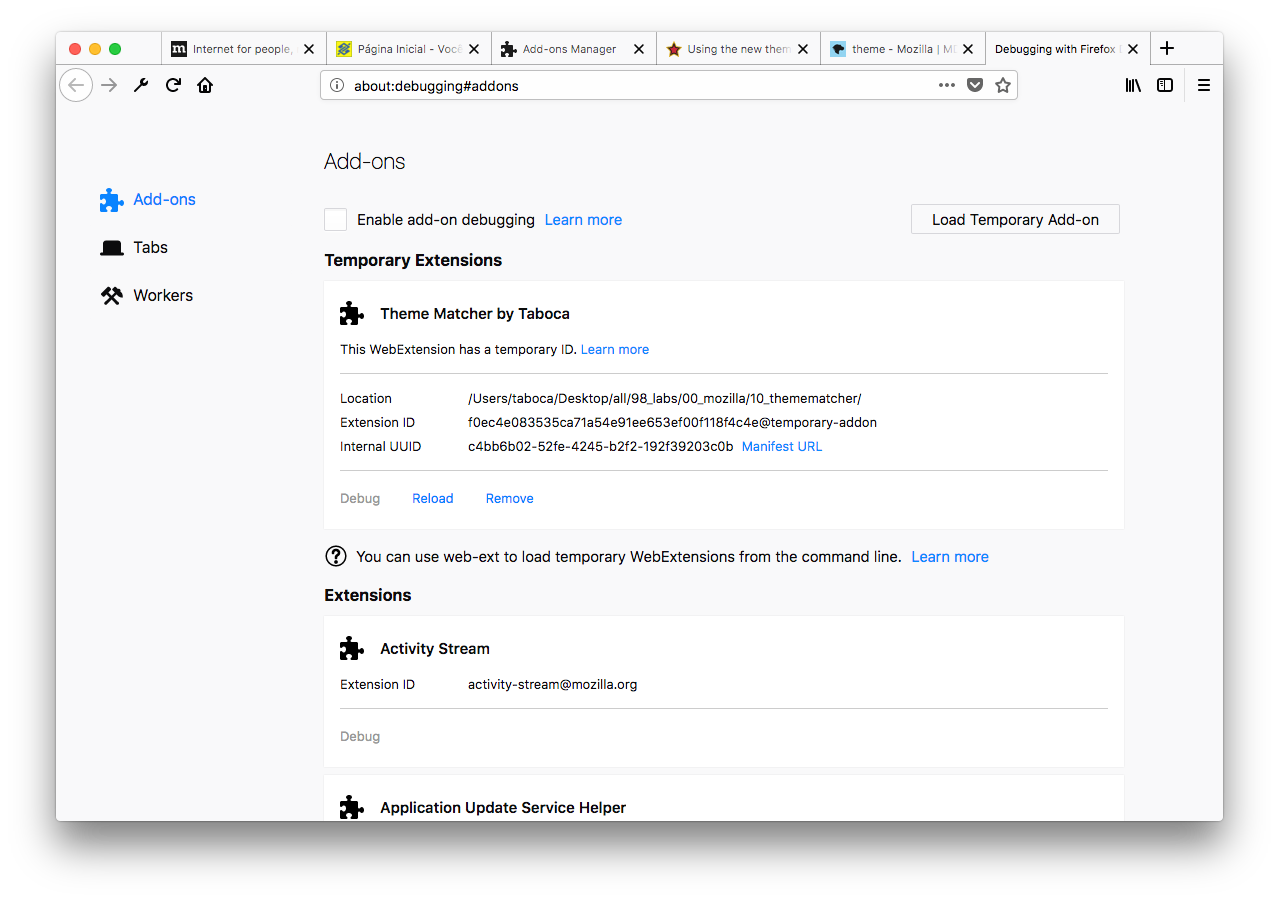 m Internet for people, Página Inicial - Você Add-ons Manager Using the new them theme - Mozilla | M Debugging with Firefox
about:debugging#addons
Add-ons
Add-ons
Tabs
Workers
Enable add-on debugging Learn more Load Temporary Add-on
Temporary Extensions
Theme Matcher by Taboca
This WebExtension has a temporary ID. Learn more
Location /Users/taboca/Desktop/all/98_labs/00_mozilla/10_themematcher/
Extension ID f0ec4e083535ca71a54e91ee653ef00f118f4c4e@temporary-addon
Internal UUID c4bb6b02-52fe-4245-b2f2-192f39203c0b Manifest URL
Debug Reload Remove
You can use web-ext to load temporary WebExtensions from the command line. Learn more
Extensions
Activity Stream
Extension ID activity-stream@mozilla.org
Debug
Application Update Service Helper